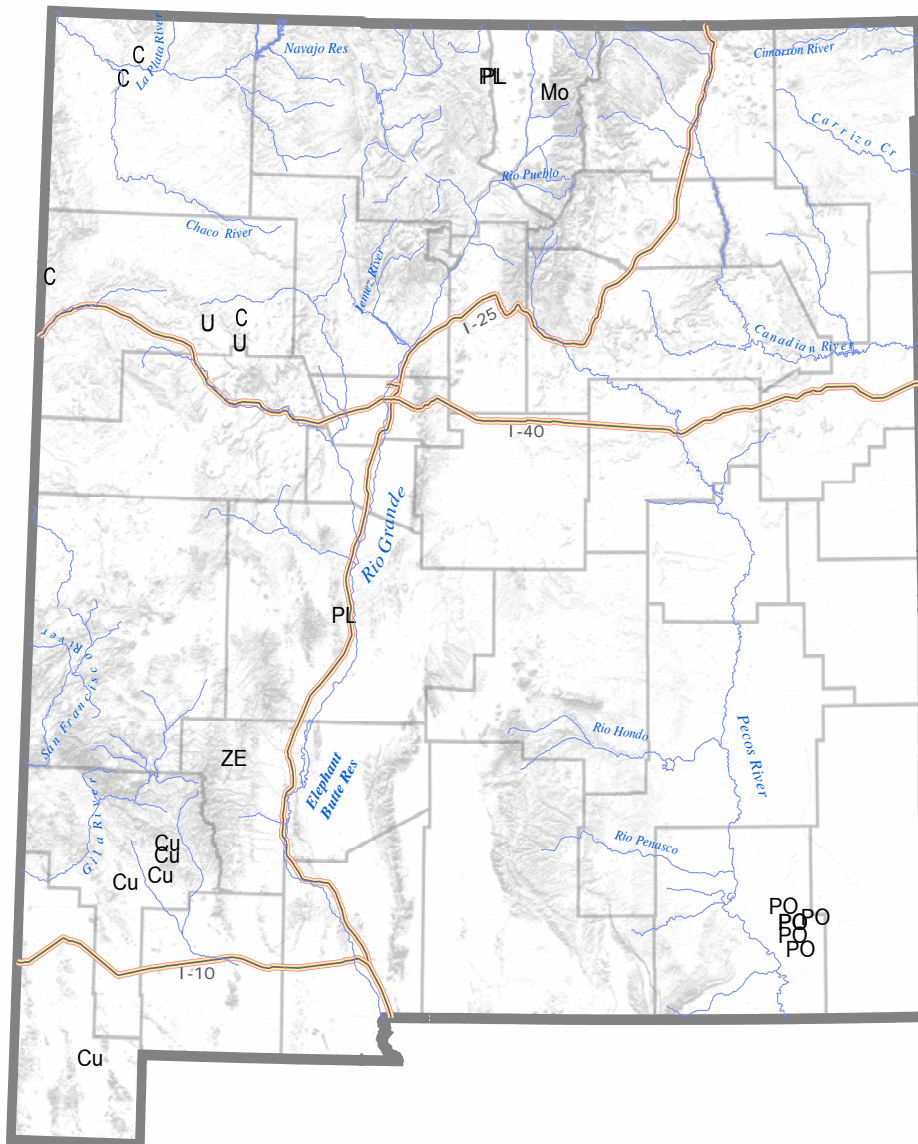 La Plata River
Navajo Res
Cimarron River
C
C
PL
PL
Mo
Carrizo Cr
Rio Pueblo
Chaco River
Jemez River
C
U
C
U
I-25
Canadian River
I-40
Rio Grande
PL
San Francisco River
ZE
Elephant
Butte Res
Rio Hondo
Pecos River
Gila River
Cu
Cu
Cu
Cu
Rio Penasco
PO
PO
PO
PO
PO
PO
I-10
Cu